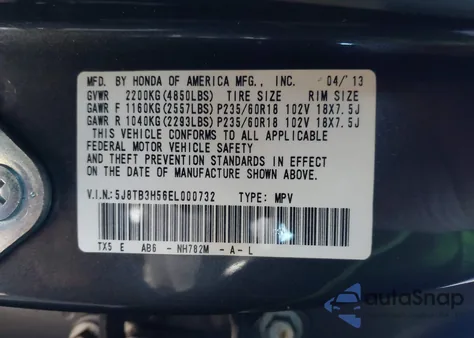 MFD. BY HONDA OF AMERICA MFG., INC. 04/'13
GVWR 2200KG(4850LBS) TIRE SIZE RIM SIZE
GAWR F 1160KG(2557LBS) P235/60R18 102V 18X7.5J
GAWR R 1040KG(2293LBS) P235/60R18 102V 18X7.5J
THIS VEHICLE CONFORMS TO ALL APPLICABLE
FEDERAL MOTOR VEHICLE SAFETY
AND THEFT PREVENTION STANDARDS IN EFFECT
ON THE DATE OF MANUFACTURE SHOWN ABOVE.
V.I.N.: 5J8TB3H56EL000732 TYPE: MPV
TX5 E AB6 - NH782M - A - L
autoSnap
POWERED BY CARFAST